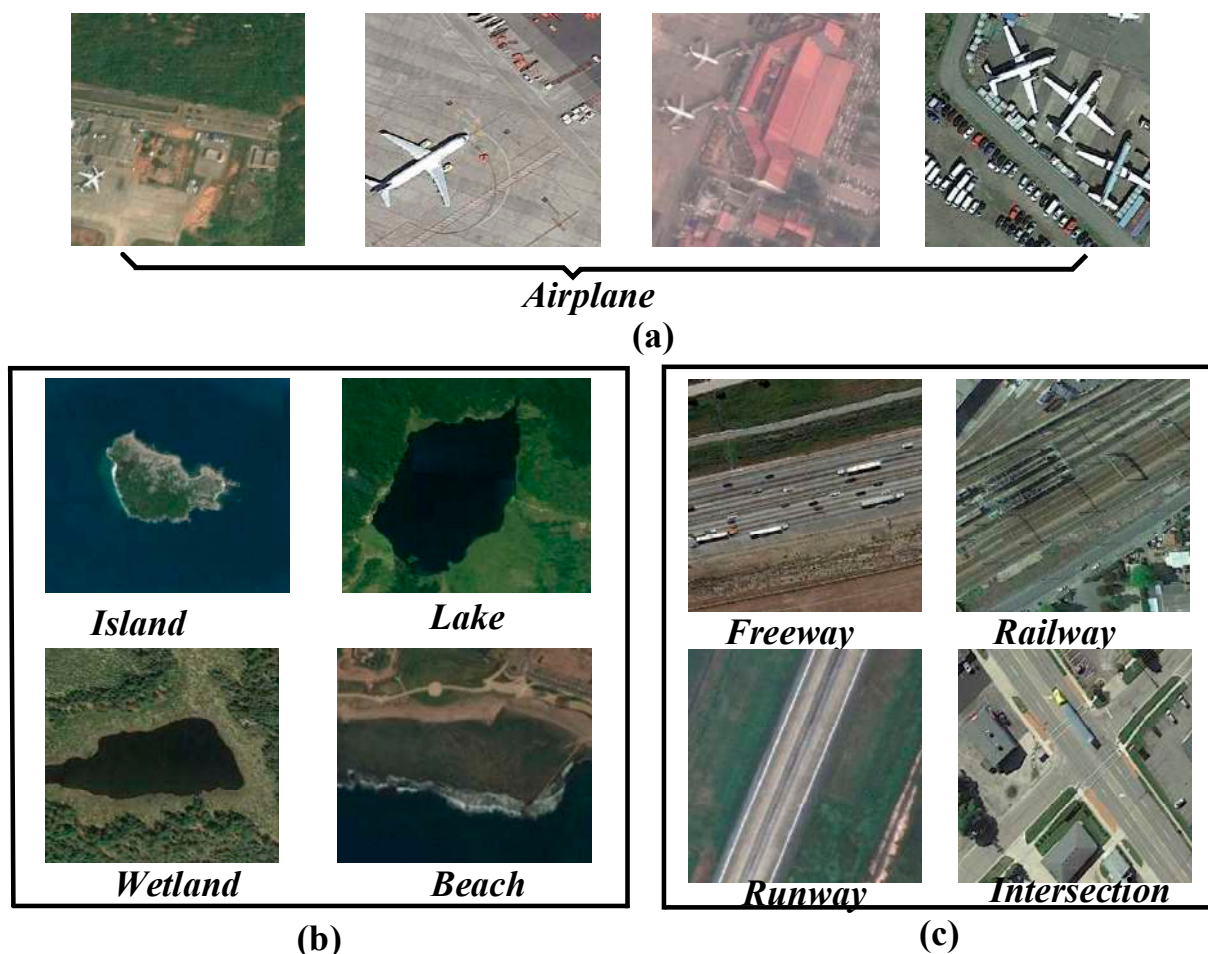 Airplane
(a)
Island
Lake
Wetland
Beach
(b)
Freeway
Railway
Runway
Intersection
(c)